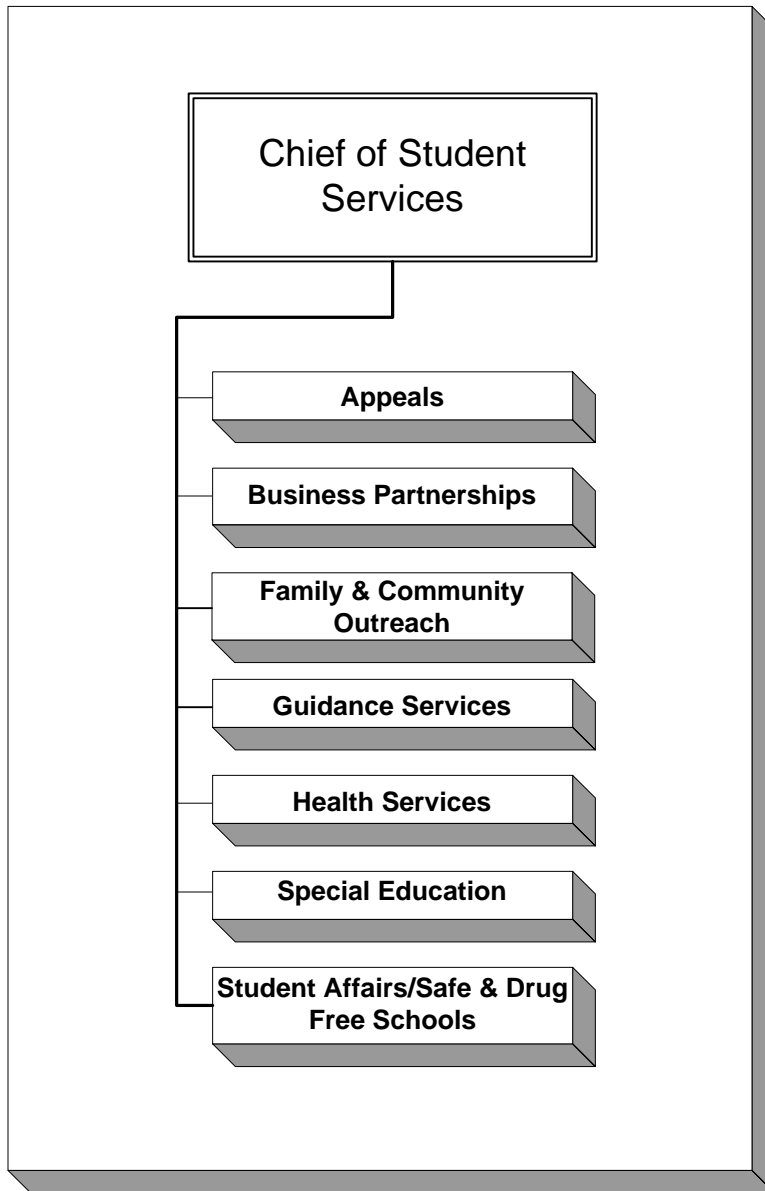 Chief of Student
Services
Appeals
Business Partnerships
Family & Community
Outreach
Guidance Services
Health Services
Special Education
Student Affairs/Safe & Drug
Free Schools